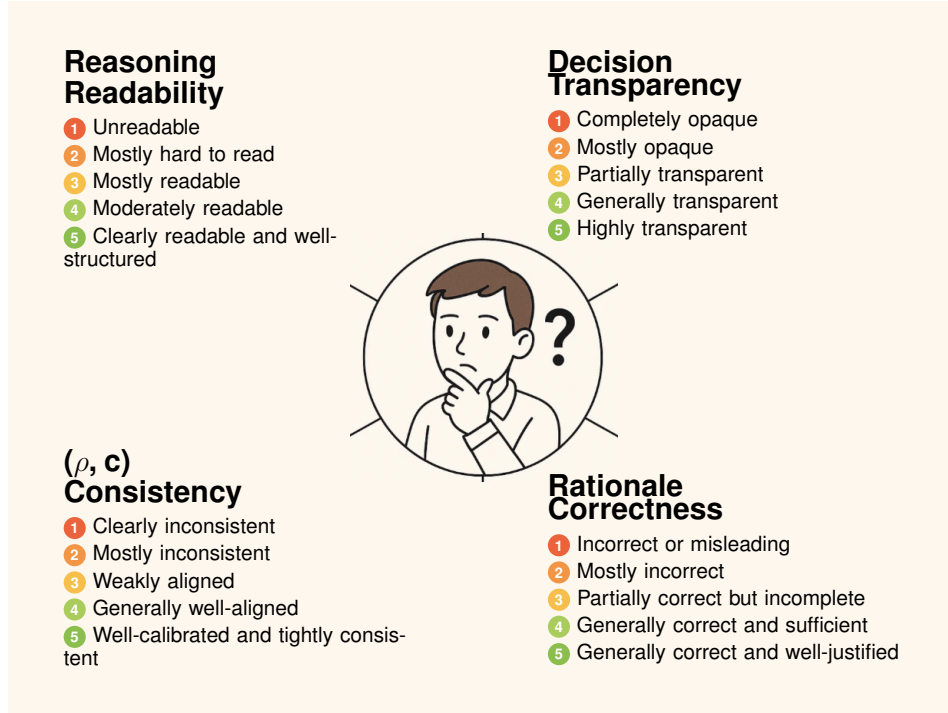 Reasoning
Readability
1 Unreadable
2 Mostly hard to read
3 Mostly readable
4 Moderately readable
5 Clearly readable and well-
structured
Decision
Transparency
1 Completely opaque
2 Mostly opaque
3 Partially transparent
4 Generally transparent
5 Highly transparent
?
(ρ, c)
Consistency
1 Clearly inconsistent
2 Mostly inconsistent
3 Weakly aligned
4 Generally well-aligned
5 Well-calibrated and tightly consis-
tent
Rationale
Correctness
1 Incorrect or misleading
2 Mostly incorrect
3 Partially correct but incomplete
4 Generally correct and sufficient
5 Generally correct and well-justified